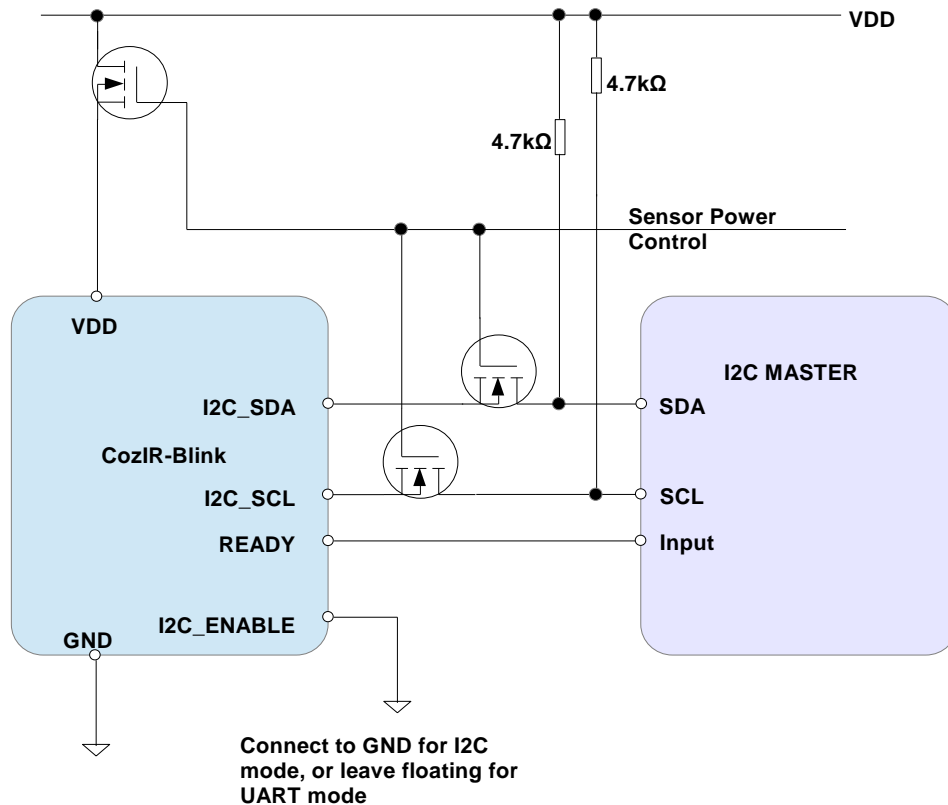 VDD
4.7kΩ
4.7kΩ
Sensor Power
Control
VDD
I2C_SDA
CozIR-Blink
I2C_SCL
READY
I2C_ENABLE
GND
I2C MASTER
SDA
SCL
Input
Connect to GND for I2C
mode, or leave floating for
UART mode